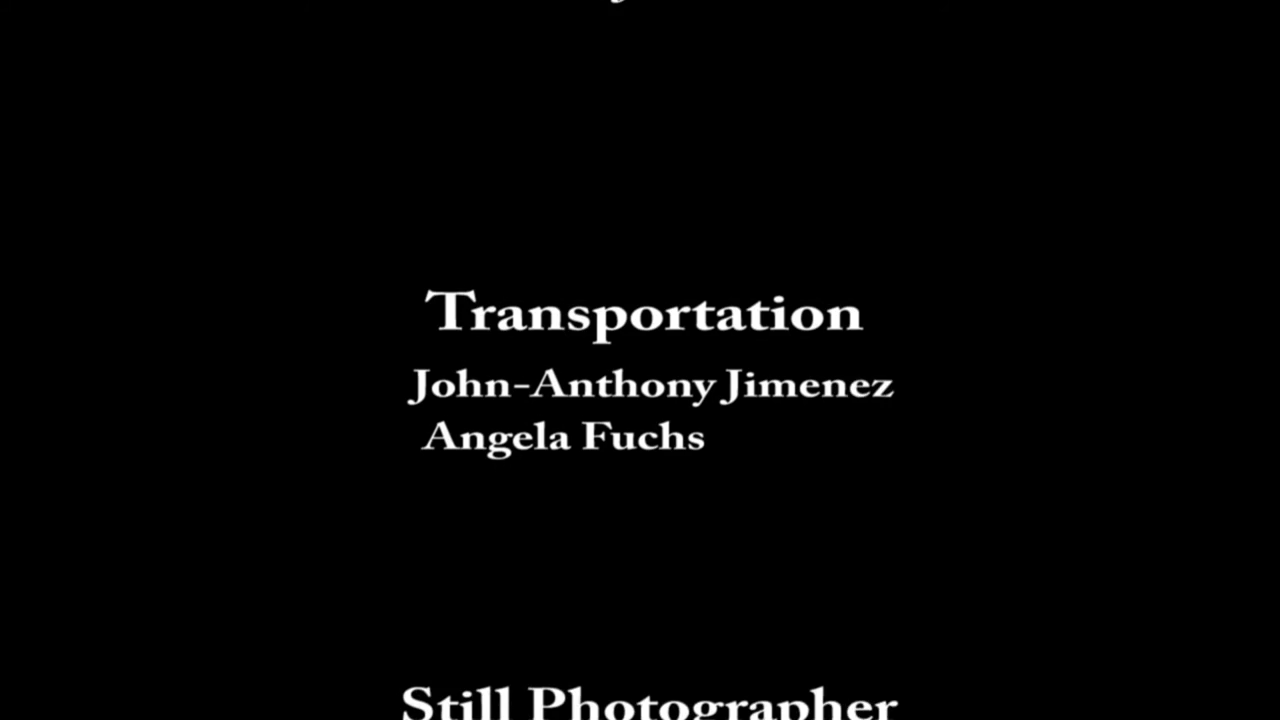 Transportation
John-Anthony Jimenez
Angela Fuchs
Still Photographer